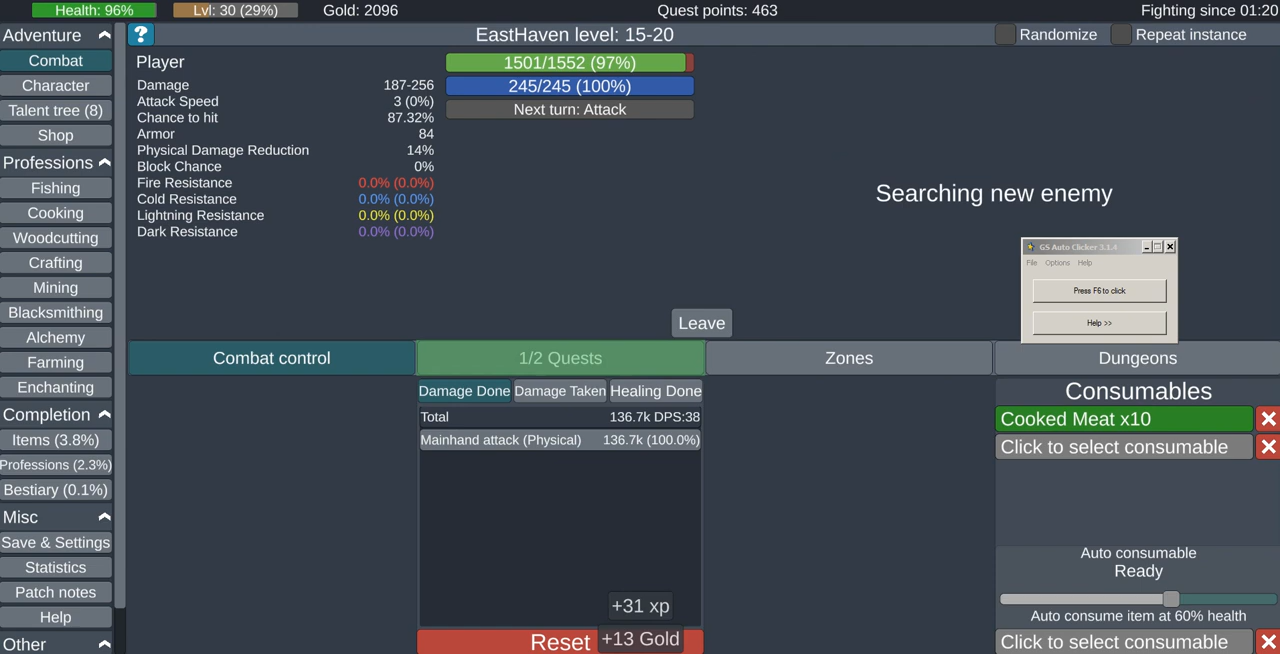 Health: 96%
Lvl: 30 (29%)
Gold: 2096
Quest points: 463
Fighting since 01:20
Adventure
Combat
Character
Talent tree (8)
Shop
Professions
Fishing
Cooking
Woodcutting
Crafting
Mining
Blacksmithing
Alchemy
Farming
Enchanting
Completion
Items (3.8%)
Professions (2.3%)
Bestiary (0.1%)
Misc
Save & Settings
Statistics
Patch notes
Help
Other
?
EastHaven level: 15-20
Randomize
Repeat instance
Player
Damage 187-256
Attack Speed 3 (0%)
Chance to hit 87.32%
Armor 84
Physical Damage Reduction 14%
Block Chance 0%
Fire Resistance 0.0% (0.0%)
Cold Resistance 0.0% (0.0%)
Lightning Resistance 0.0% (0.0%)
Dark Resistance 0.0% (0.0%)
1501/1552 (97%)
245/245 (100%)
Next turn: Attack
Searching new enemy
GS Auto Clicker 3.1.4
File Options Help
Press F6 to click
Help >>
Leave
Combat control
1/2 Quests
Zones
Dungeons
Damage Done
Damage Taken
Healing Done
Total 136.7k DPS:38
Mainhand attack (Physical) 136.7k (100.0%)
+31 xp
+13 Gold
Reset
Consumables
Cooked Meat x10
Click to select consumable
Auto consumable
Ready
Auto consume item at 60% health
Click to select consumable